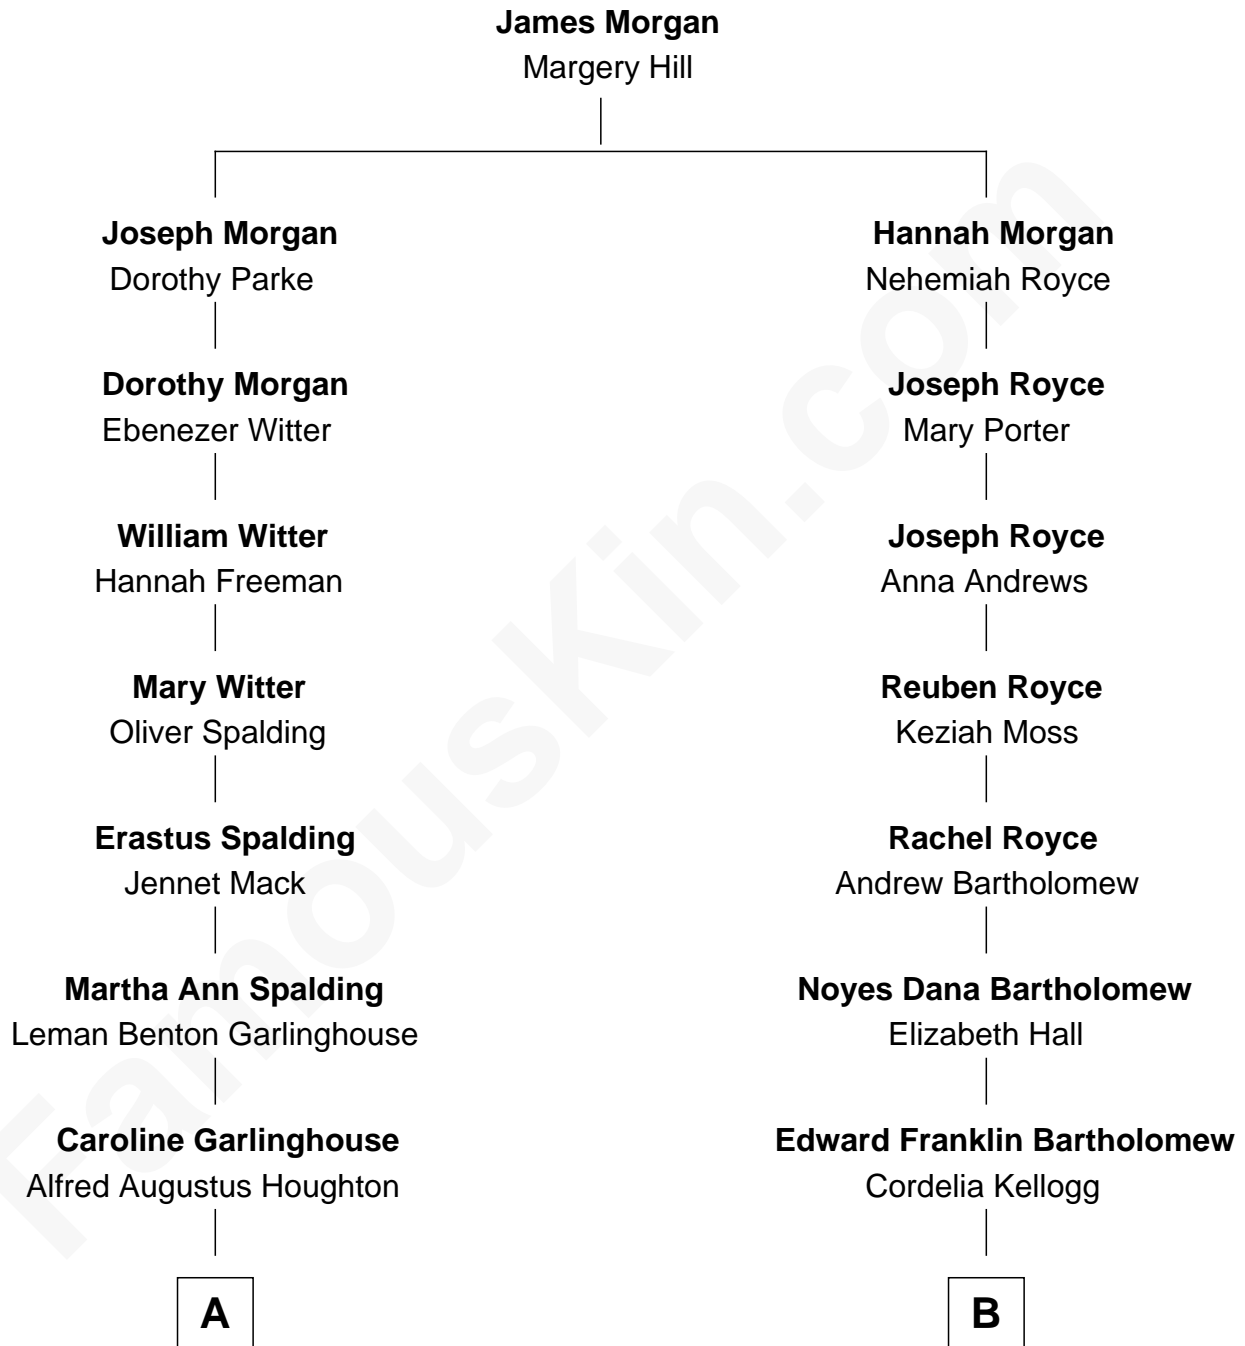 James Morgan
Margery Hill
Joseph Morgan
Dorothy Parke
Hannah Morgan
Nehemiah Royce
Dorothy Morgan
Ebenezer Witter
Joseph Royce
Mary Porter
William Witter
Hannah Freeman
Joseph Royce
Anna Andrews
Mary Witter
Oliver Spalding
Reuben Royce
Keziah Moss
Erastus Spalding
Jennet Mack
Rachel Royce
Andrew Bartholomew
Martha Ann Spalding
Leman Benton Garlinghouse
Noyes Dana Bartholomew
Elizabeth Hall
Caroline Garlinghouse
Alfred Augustus Houghton
Edward Franklin Bartholomew
Cordelia Kellogg
A
B
FamousKin.com